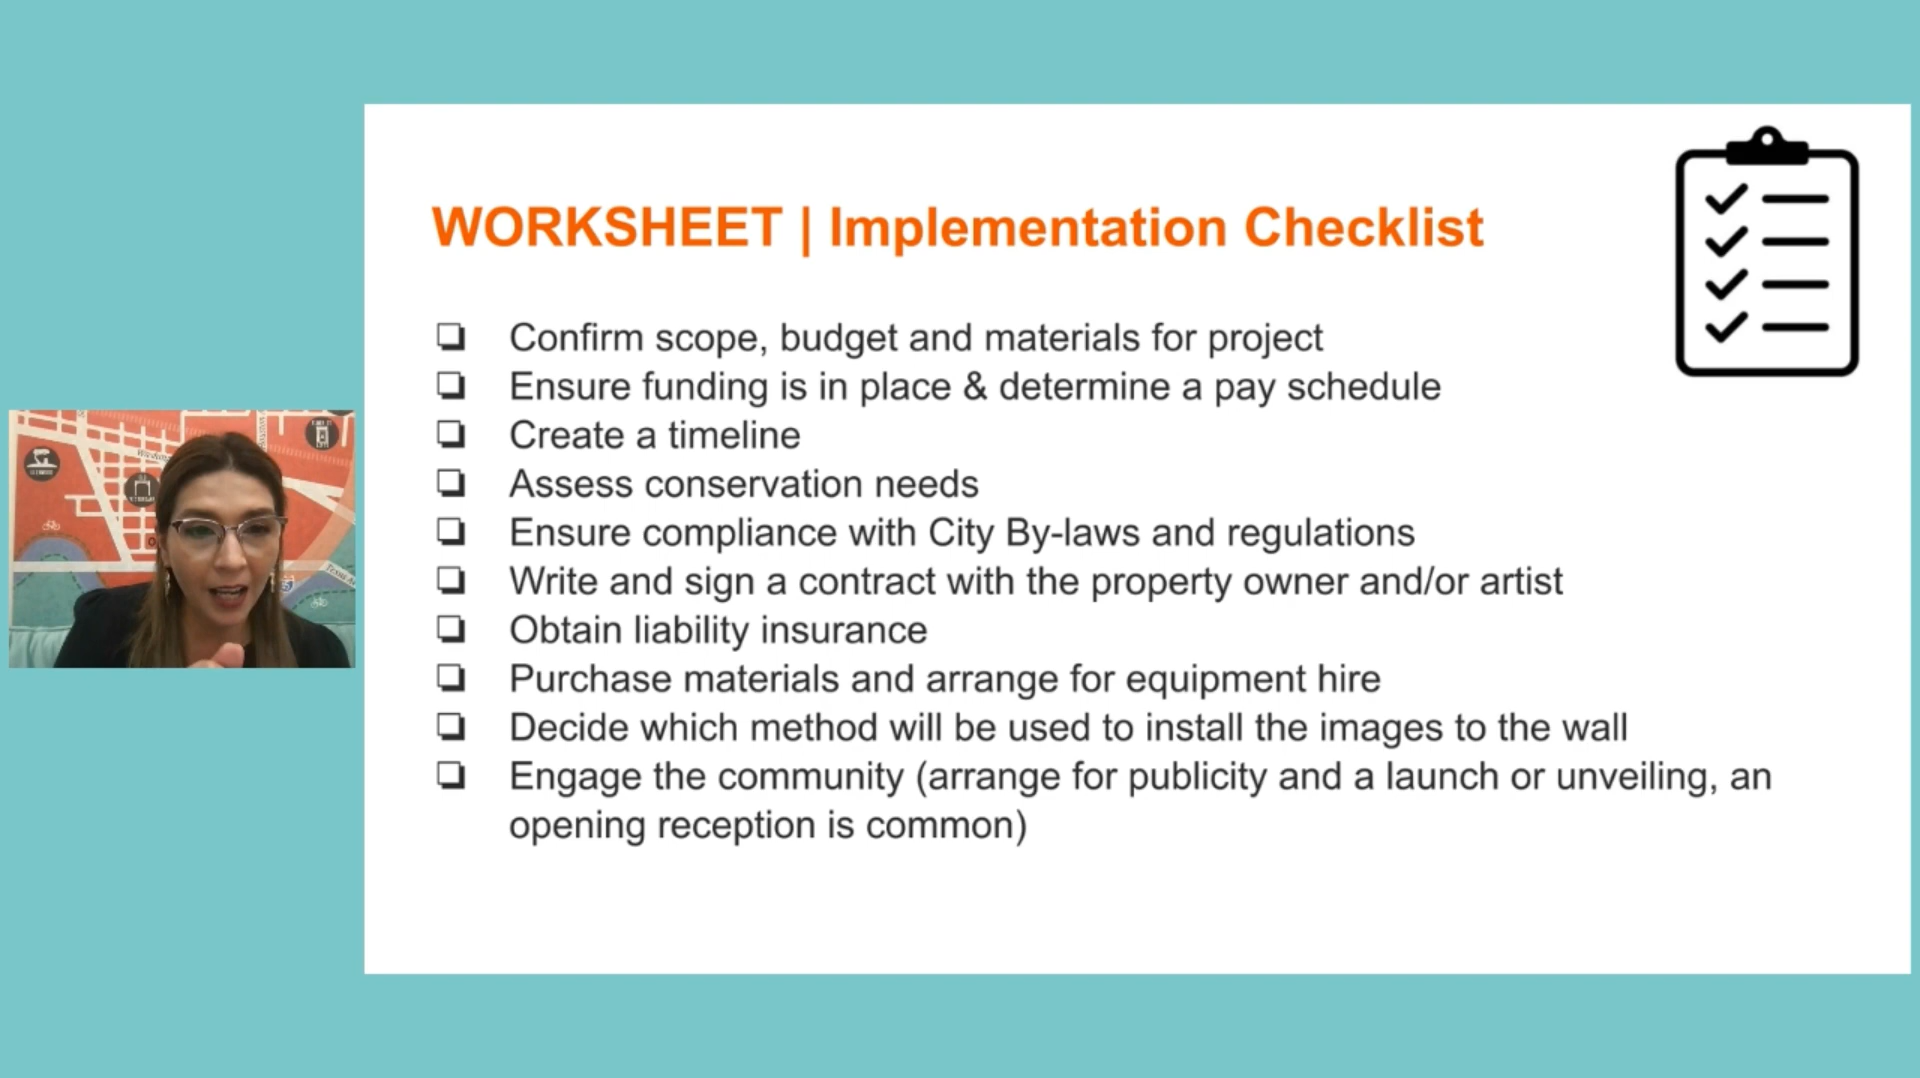 WORKSHEET | Implementation Checklist
Confirm scope, budget and materials for project
Ensure funding is in place & determine a pay schedule
Create a timeline
Assess conservation needs
Ensure compliance with City By-laws and regulations
Write and sign a contract with the property owner and/or artist
Obtain liability insurance
Purchase materials and arrange for equipment hire
Decide which method will be used to install the images to the wall
Engage the community (arrange for publicity and a launch or unveiling, an
opening reception is common)